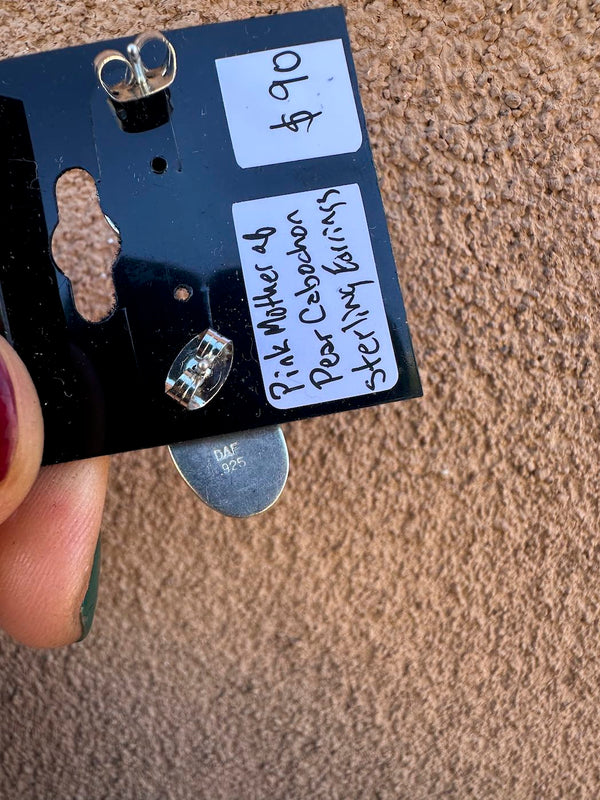 $90
Pink Mother of
Pear Cabochon
Sterling Earrings
DAF
925